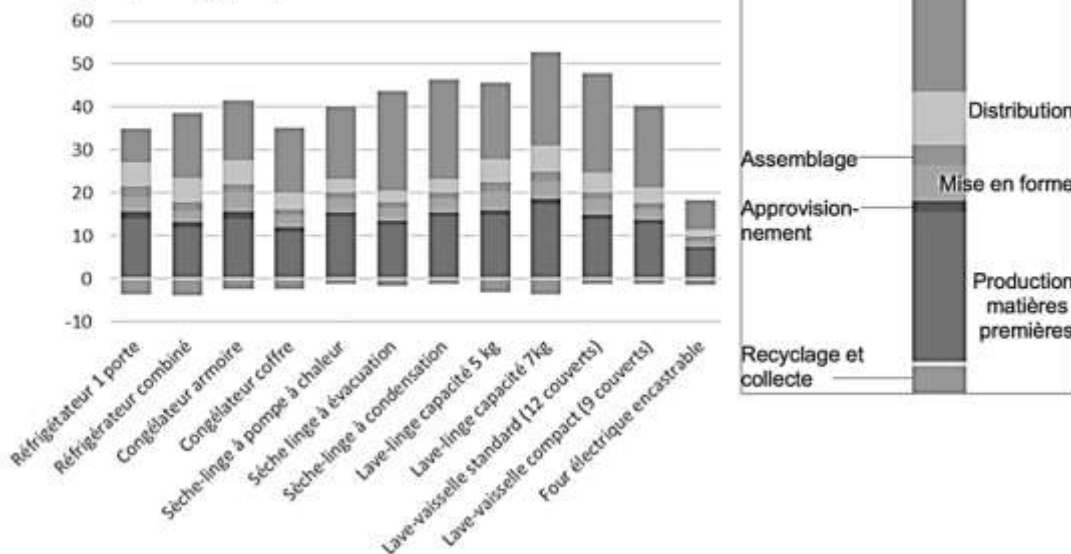 60
50
40
30
20
10
0
-10
Réfrigétateur 1 porte
Réfrigérateur combiné
Congélateur armoire
Congélateur coffre
Sèche-linge à pompe à chaleur
Séche linge à évacuation
Sèche-linge à condensation
Lave-linge capacité 5 kg
Lave-linge capacité 7kg
Lave-vaisselle standard (12 couverts)
Lave-vaisselle compact (9 couverts)
Four électrique encastrable
Distribution
Assemblage
Mise en forme
Approvision-
nement
Production
matières
premières
Recyclage et
collecte